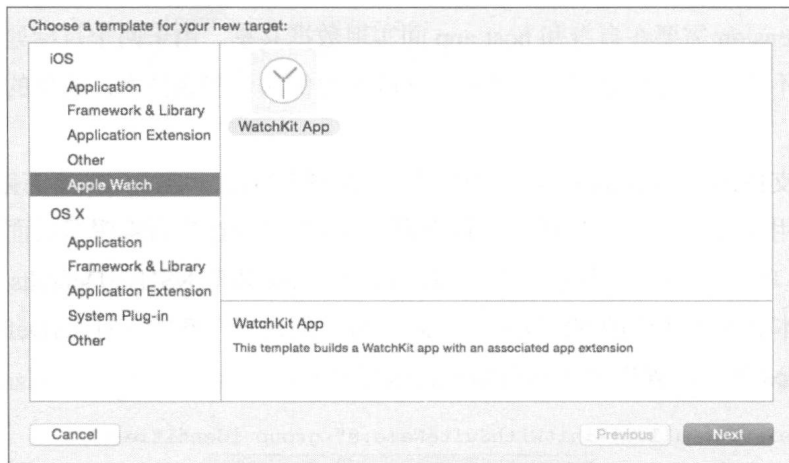 Choose a template for your new target:
iOS
Application
Framework & Library
Application Extension
Other
Apple Watch
OS X
Application
Framework & Library
Application Extension
System Plug-in
Other
WatchKit App
WatchKit App
This template builds a WatchKit app with an associated app extension
Cancel
Previous
Next